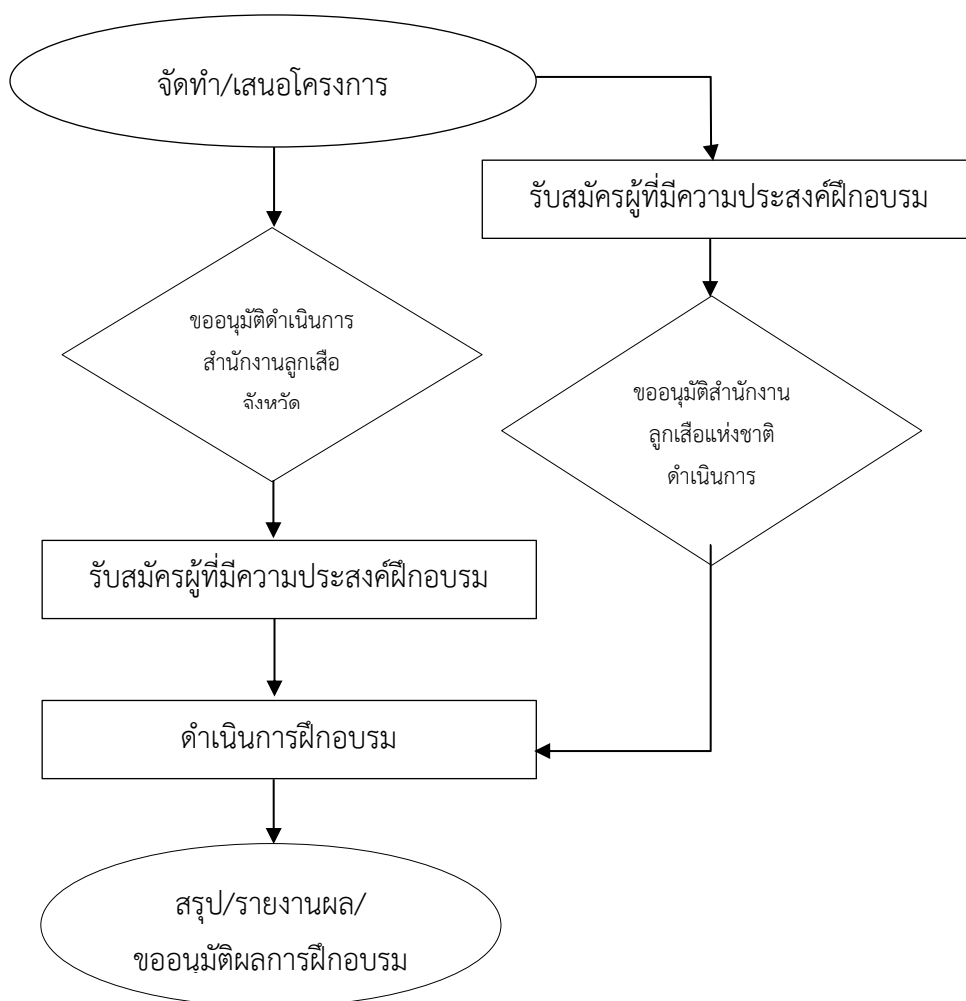 จัดทำ/เสนอโครงการ
รับสมัครผู้ที่มีความประสงค์ฝึกอบรม
ขออนุมัติดำเนินการ
สำนักงานลูกเสือ
จังหวัด
ขออนุมัติสำนักงาน
ลูกเสือแห่งชาติ
ดำเนินการ
รับสมัครผู้ที่มีความประสงค์ฝึกอบรม
ดำเนินการฝึกอบรม
สรุป/รายงานผล/
ขออนุมัติผลการฝึกอบรม